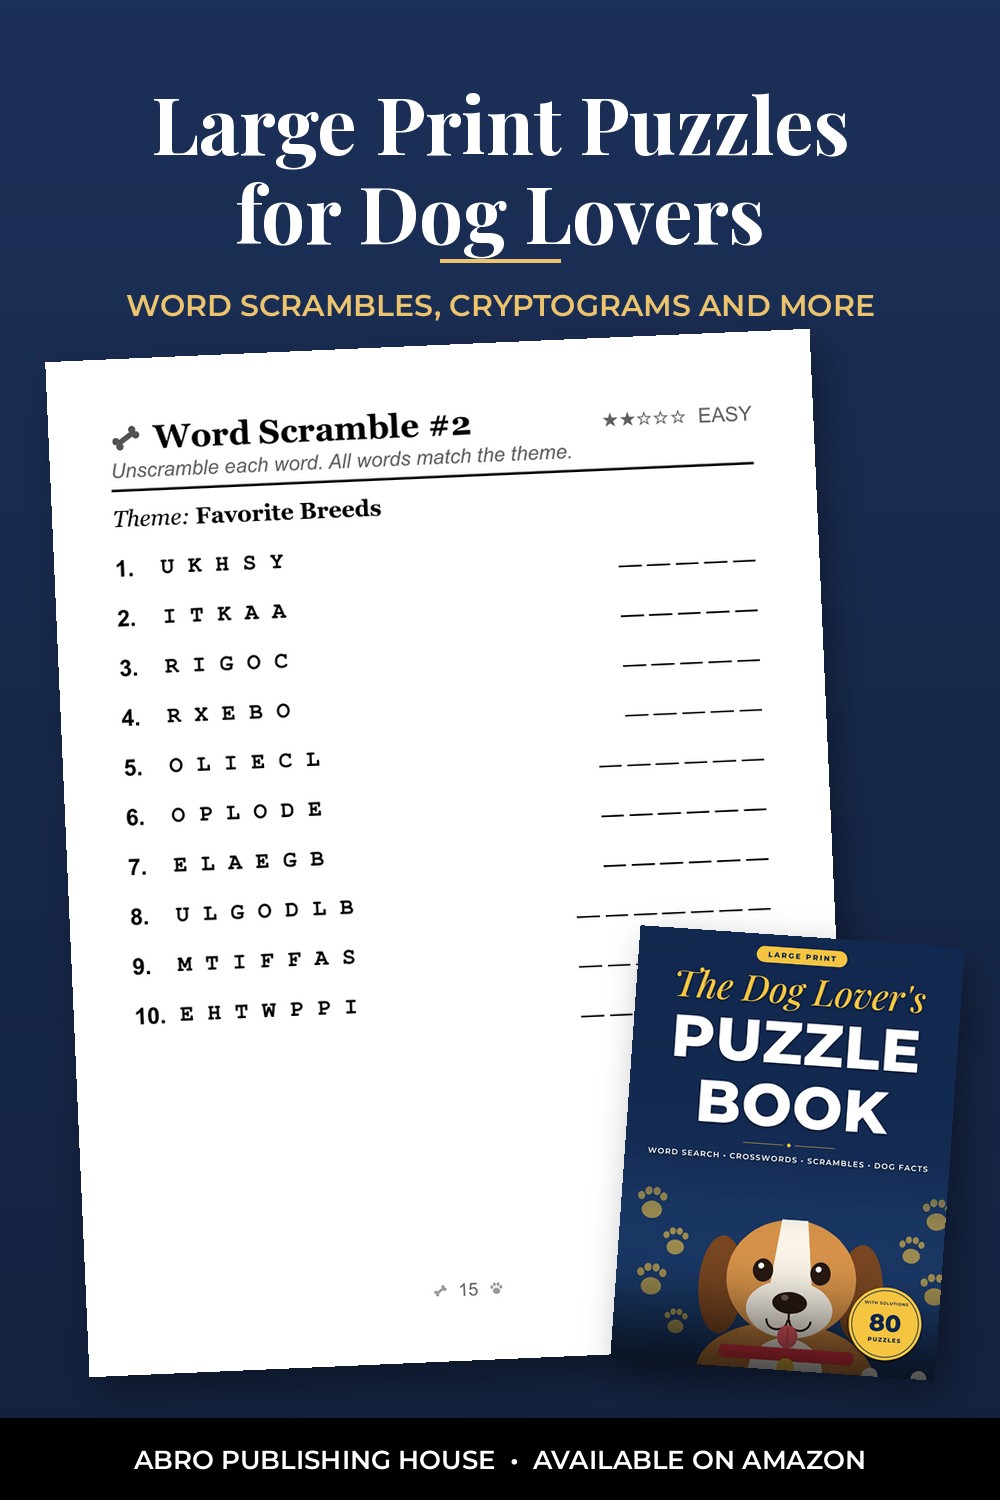 Large Print Puzzles
for Dog Lovers
WORD SCRAMBLES, CRYPTOGRAMS AND MORE
Word Scramble #2 ★★☆☆☆ EASY
Unscramble each word. All words match the theme.
Theme: Favorite Breeds
1. U K H S Y _ _ _ _ _
2. I T K A A _ _ _ _ _
3. R I G O C _ _ _ _ _
4. R X E B O _ _ _ _ _
5. O L I E C L _ _ _ _ _ _
6. O P L O D E _ _ _ _ _ _
7. E L A E G B _ _ _ _ _ _
8. U L G O D L B _ _ _ _ _ _ _
9. M T I F F A S _ _
10. E H T W P P I _ _
15
LARGE PRINT
The Dog Lover's
PUZZLE
BOOK
WORD SEARCH • CROSSWORDS • SCRAMBLES • DOG FACTS
WITH SOLUTIONS
80
PUZZLES
ABRO PUBLISHING HOUSE • AVAILABLE ON AMAZON